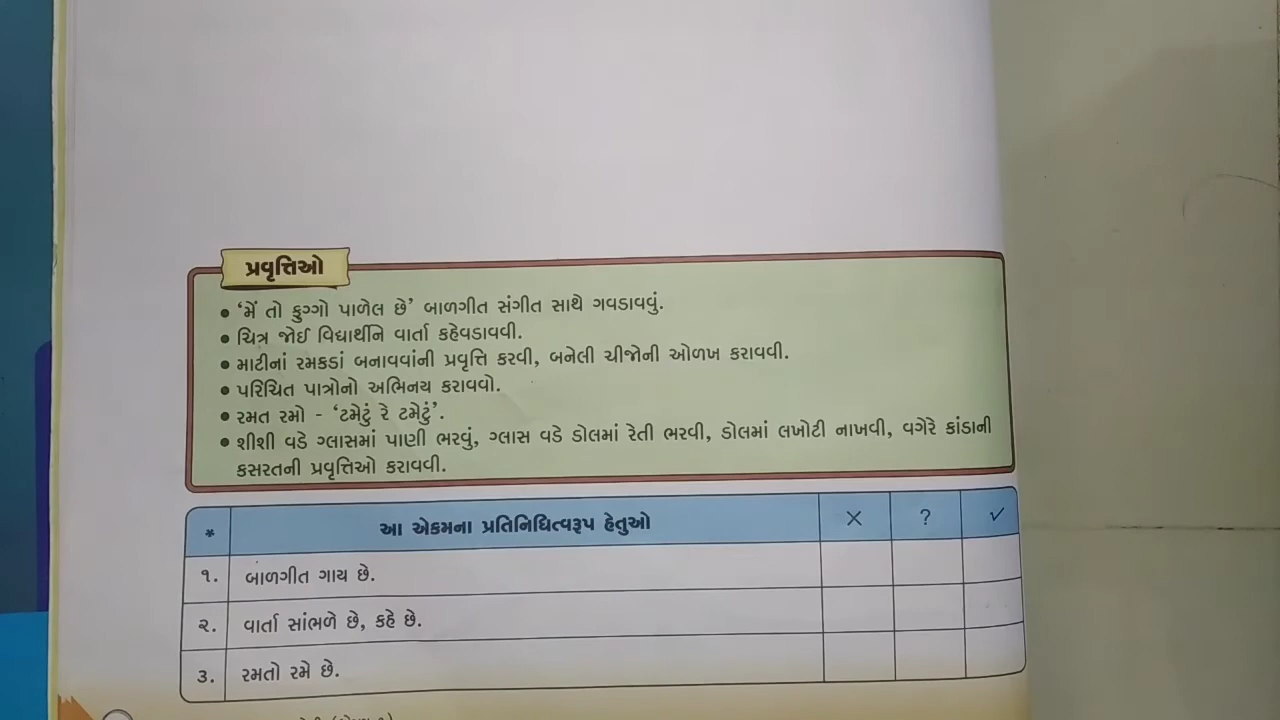 પ્રવૃત્તિઓ
• ‘મેં તો કુગ્ગો પાળેલ છે’ બાળગીત સંગીત સાથે ગવડાવવું.
• ચિત્ર જોઈ વિદ્યાર્થીને વાર્તા કહેવડાવવી.
• માટીનાં રમકડાં બનાવવાંની પ્રવૃત્તિ કરવી, બનેલી ચીજોની ઓળખ કરાવવી.
• પરિચિત પાત્રોનો અભિનય કરાવવો.
• રમત રમો - ‘ટમેટું રે ટમેટું’.
• શીશી વડે ગ્લાસમાં પાણી ભરવું, ગ્લાસ વડે ડોલમાં રેતી ભરવી, ડોલમાં લખોટી નાખવી, વગેરે કાંડાની
કસરતની પ્રવૃત્તિઓ કરાવવી.
* આ એકમના પ્રતિનિધિત્વરૂપ હેતુઓ ✕ ? ✓
૧. બાળગીત ગાય છે.
૨. વાર્તા સાંભળે છે, કહે છે.
૩. રમતો રમે છે.